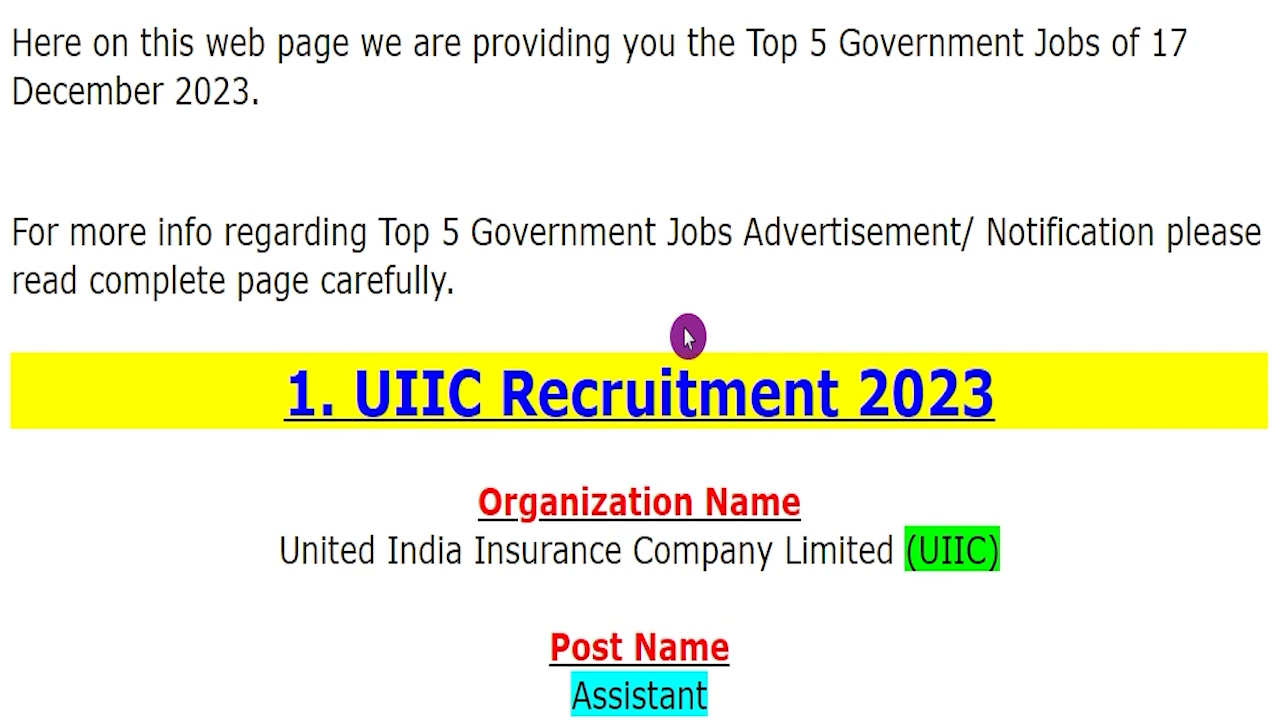 Here on this web page we are providing you the Top 5 Government Jobs of 17
December 2023.
For more info regarding Top 5 Government Jobs Advertisement/ Notification please
read complete page carefully.
1. UIIC Recruitment 2023
Organization Name
United India Insurance Company Limited (UIIC)
Post Name
Assistant